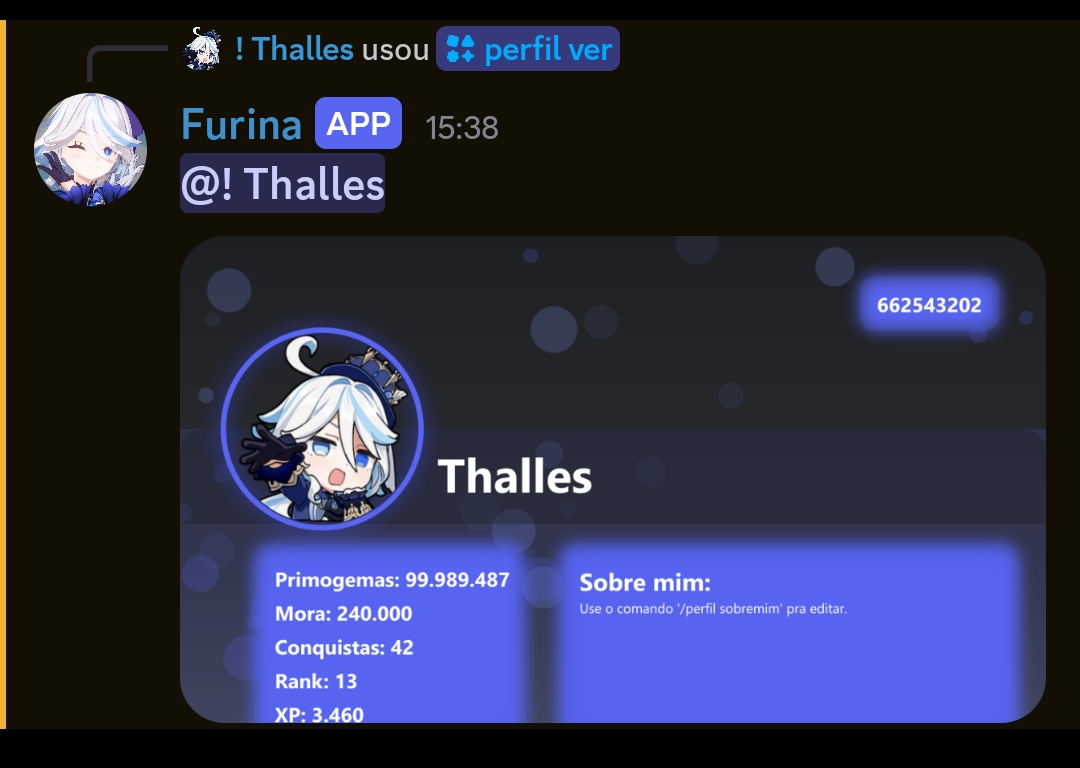 ! Thalles usou perfil ver
Furina APP 15:38
@! Thalles
662543202
Thalles
Primogemas: 99.989.487
Mora: 240.000
Conquistas: 42
Rank: 13
XP: 3.460
Sobre mim:
Use o comando '/perfil sobremim' pra editar.